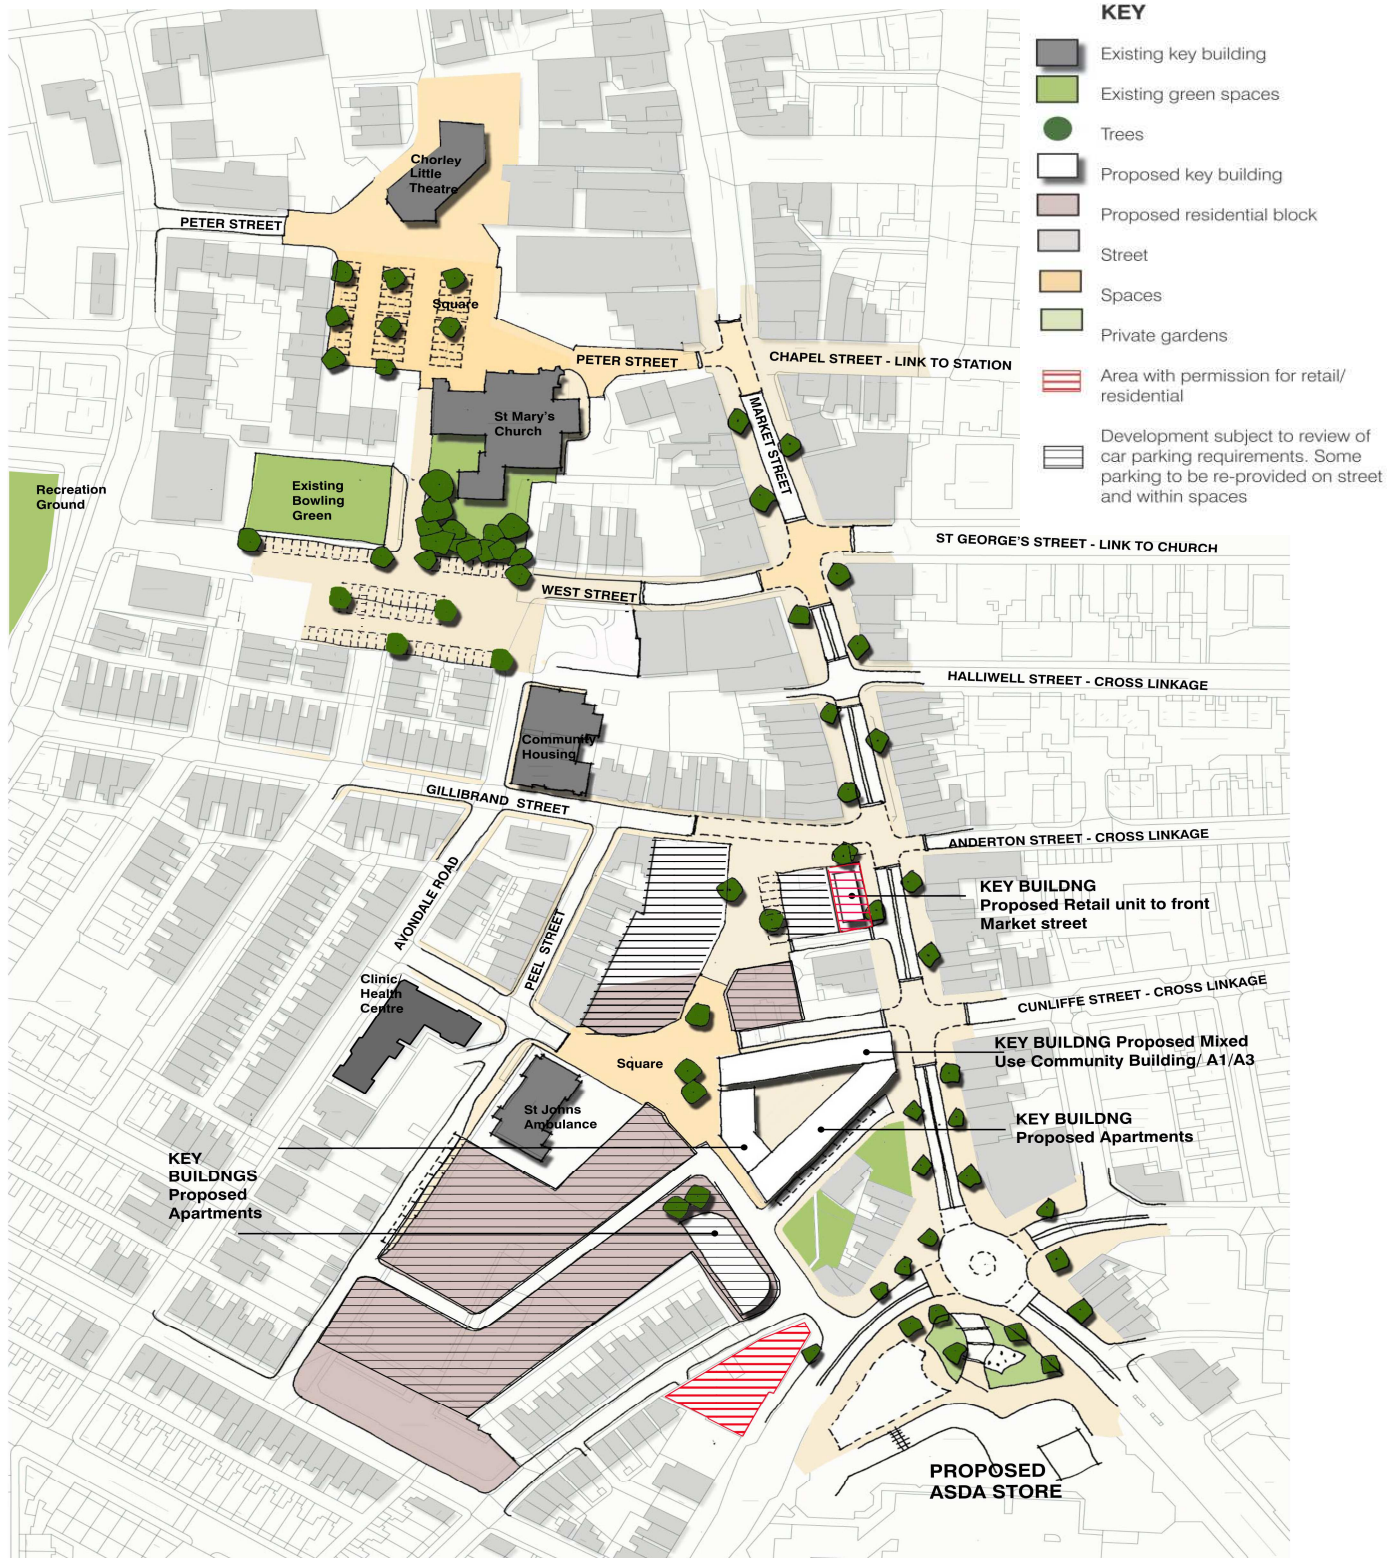 KEY
Existing key building
Existing green spaces
Trees
Proposed key building
Proposed residential block
Street
Spaces
Private gardens
Area with permission for retail/
residential
Development subject to review of
car parking requirements. Some
parking to be re-provided on street
and within spaces
Chorley
Little
Theatre
PETER STREET
Square
PETER STREET
CHAPEL STREET - LINK TO STATION
MARKET STREET
St Mary's
Church
Existing
Bowling
Green
Recreation
Ground
ST GEORGE'S STREET - LINK TO CHURCH
WEST STREET
HALLIWELL STREET - CROSS LINKAGE
Community
Housing
GILLIBRAND STREET
ANDERTON STREET - CROSS LINKAGE
AVONDALE ROAD
PEEL STREET
KEY BUILDNG
Proposed Retail unit to front
Market street
Clinic/
Health
Centre
CUNLIFFE STREET - CROSS LINKAGE
KEY BUILDNG Proposed Mixed
Use Community Building/ A1/A3
Square
St Johns
Ambulance
KEY BUILDNG
Proposed Apartments
KEY
BUILDNGS
Proposed
Apartments
PROPOSED
ASDA STORE